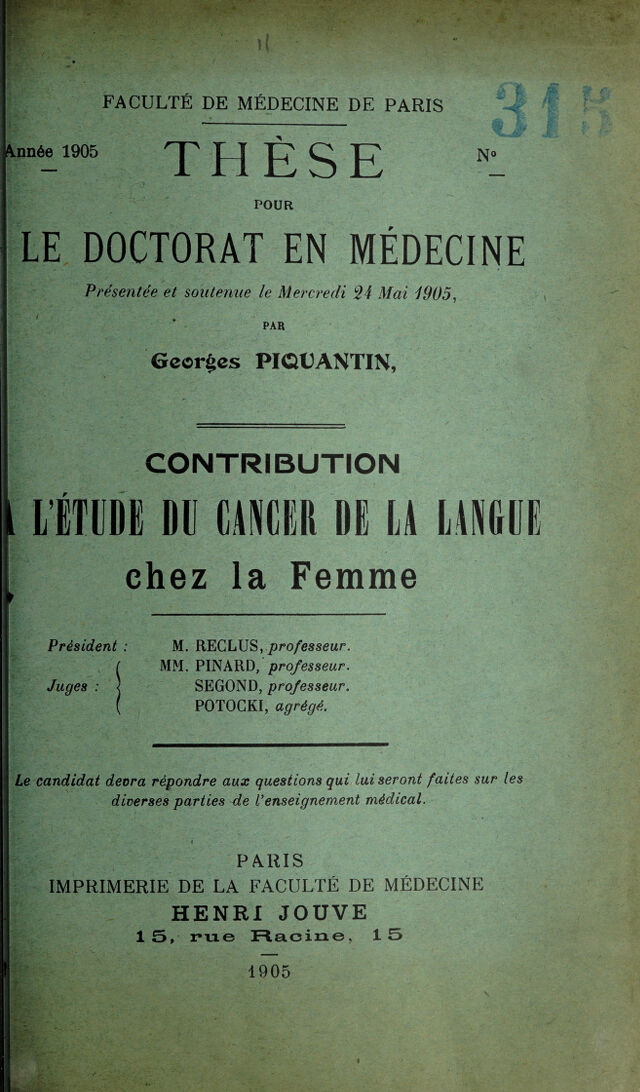 FACULTÉ DE MÉDECINE DE PARIS
315
Année 1905
THÈSE
N°
POUR
LE DOCTORAT EN MÉDECINE
Présentée et soutenue le Mercredi 24 Mai 1905,
PAR
Georges PIQUANTIN,
CONTRIBUTION
A L'ÉTUDE DU CANCER DE LA LANGUE
chez la Femme
Président : M. RECLUS, professeur.
MM. PINARD, professeur.
Juges : SEGOND, professeur.
POTOCKI, agrégé.
Le candidat devra répondre aux questions qui lui seront faites sur les
diverses parties de l'enseignement médical.
PARIS
IMPRIMERIE DE LA FACULTÉ DE MÉDECINE
HENRI JOUVE
15, rue Racine, 15
1905